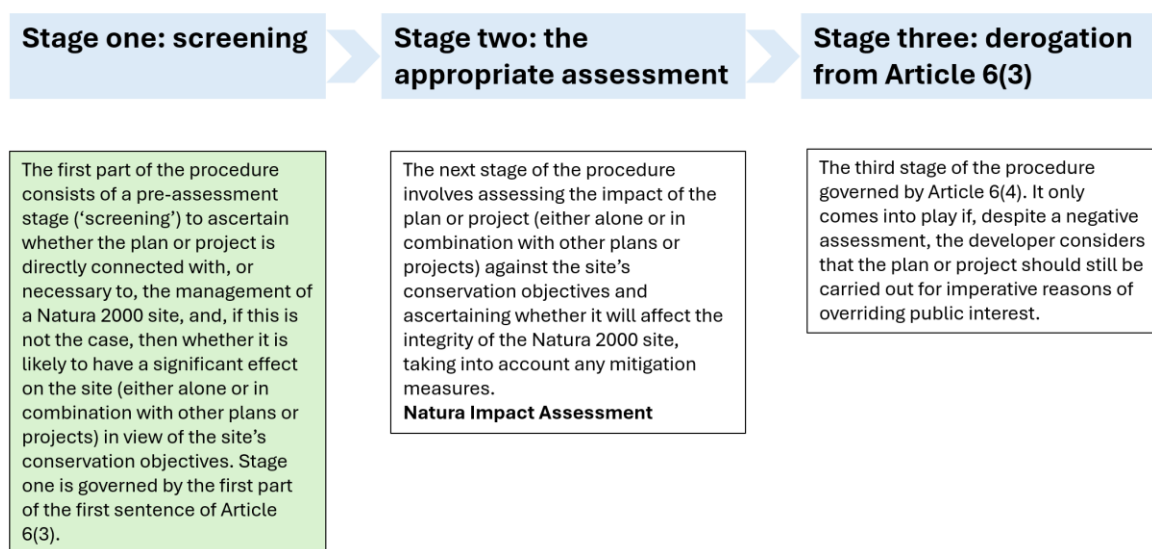 Stage one: screening
Stage two: the
appropriate assessment
Stage three: derogation
from Article 6(3)
The first part of the procedure
consists of a pre-assessment
stage (‘screening’) to ascertain
whether the plan or project is
directly connected with, or
necessary to, the management of
a Natura 2000 site, and, if this is
not the case, then whether it is
likely to have a significant effect
on the site (either alone or in
combination with other plans or
projects) in view of the site’s
conservation objectives. Stage
one is governed by the first part
of the first sentence of Article
6(3).
The next stage of the procedure
involves assessing the impact of the
plan or project (either alone or in
combination with other plans or
projects) against the site’s
conservation objectives and
ascertaining whether it will affect the
integrity of the Natura 2000 site,
taking into account any mitigation
measures.
Natura Impact Assessment
The third stage of the procedure
governed by Article 6(4). It only
comes into play if, despite a negative
assessment, the developer considers
that the plan or project should still be
carried out for imperative reasons of
overriding public interest.